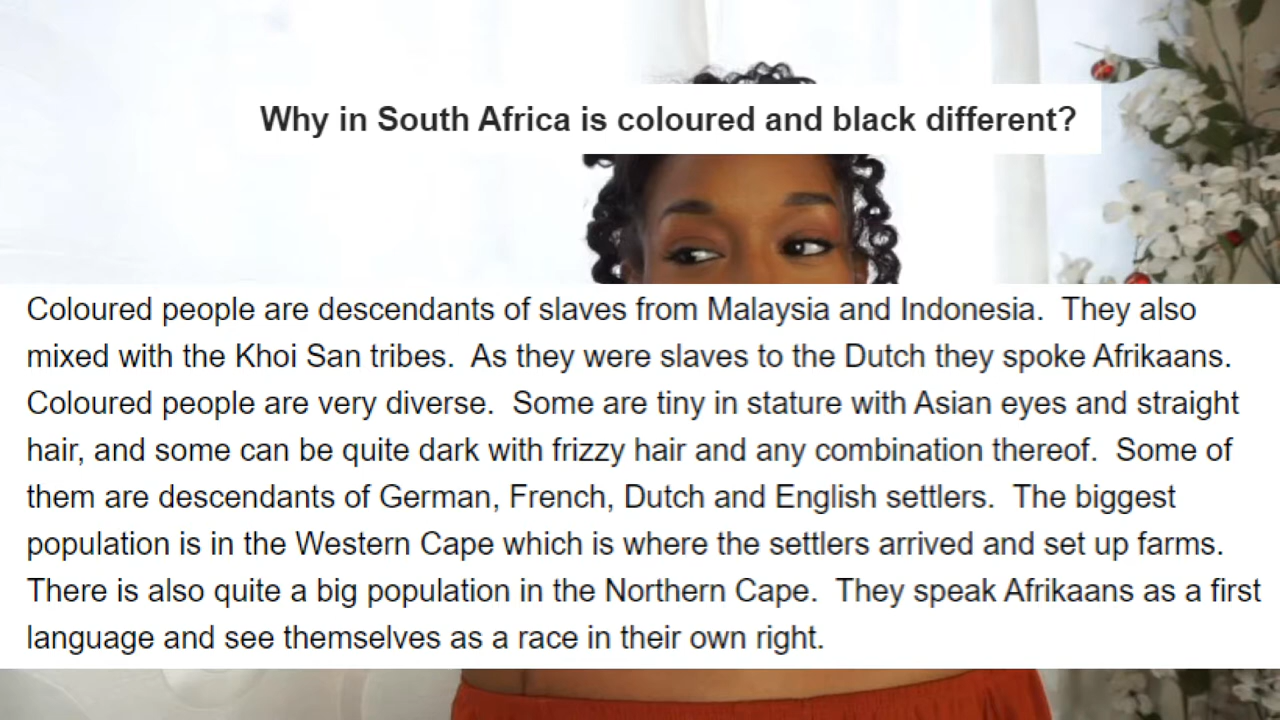 Why in South Africa is coloured and black different?
Coloured people are descendants of slaves from Malaysia and Indonesia.  They also
mixed with the Khoi San tribes.  As they were slaves to the Dutch they spoke Afrikaans.
Coloured people are very diverse.  Some are tiny in stature with Asian eyes and straight
hair, and some can be quite dark with frizzy hair and any combination thereof.  Some of
them are descendants of German, French, Dutch and English settlers.  The biggest
population is in the Western Cape which is where the settlers arrived and set up farms.
There is also quite a big population in the Northern Cape.  They speak Afrikaans as a first
language and see themselves as a race in their own right.